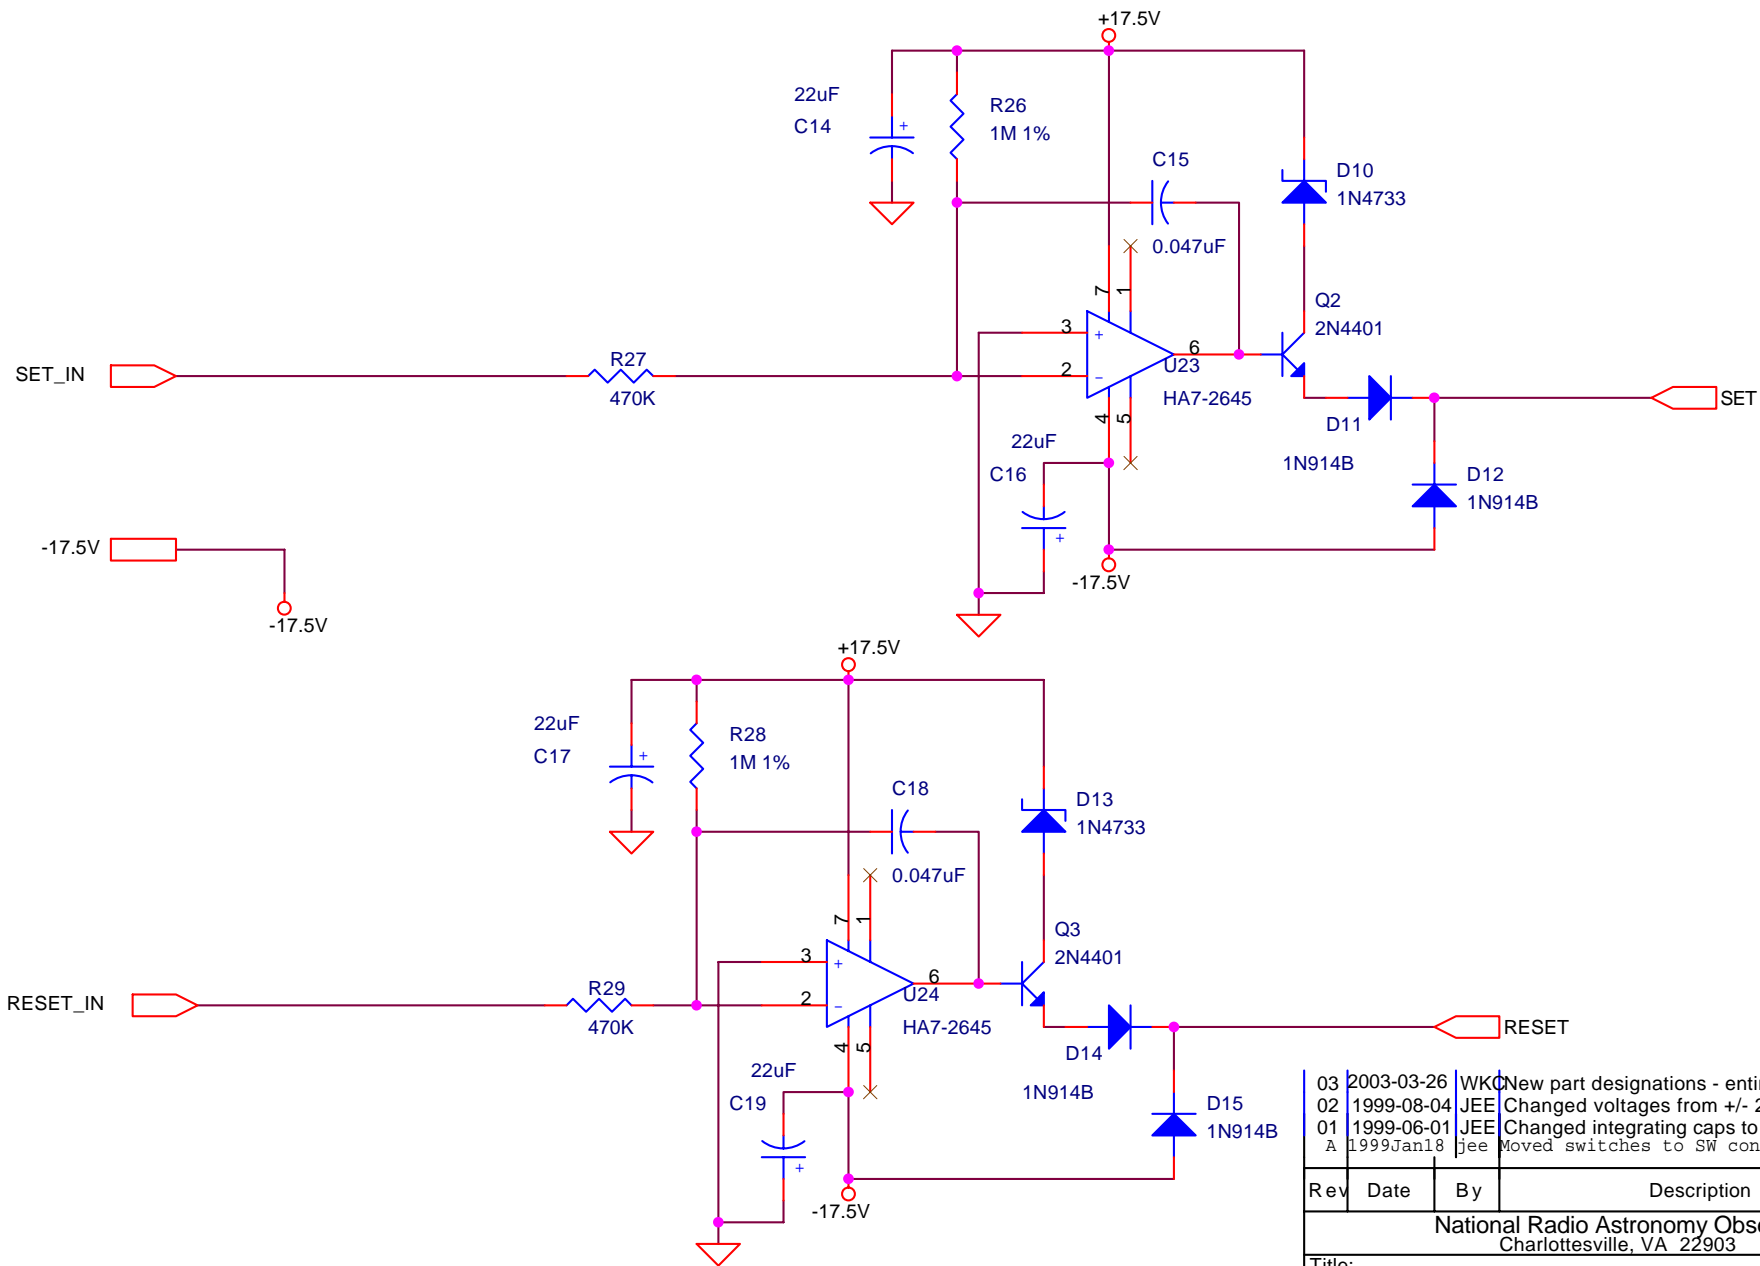 +17.5V
22uF
C14
R26
1M 1%
C15
0.047uF
D10
1N4733
7
1
Q2
2N4401
3
+
6
2
-
U23
HA7-2645
SET_IN
R27
470K
4
5
D11
1N914B
SET
22uF
C16
+
D12
1N914B
-17.5V
-17.5V
-17.5V
+17.5V
22uF
C17
+
R28
1M 1%
C18
0.047uF
D13
1N4733
7
1
Q3
2N4401
3
+
6
2
-
U24
HA7-2645
RESET_IN
R29
470K
4
5
D14
1N914B
RESET
22uF
C19
+
D15
1N914B
-17.5V
03 2003-03-26 WKC New part designations -
02 1999-08-04 JEE Changed voltages from +/- 2
01 1999-06-01 JEE Changed integrating caps to
A 1999Jan18 jee Moved switches to SW con
Rev Date By Description
National Radio Astronomy
Charlottesville, VA 22903
Title: